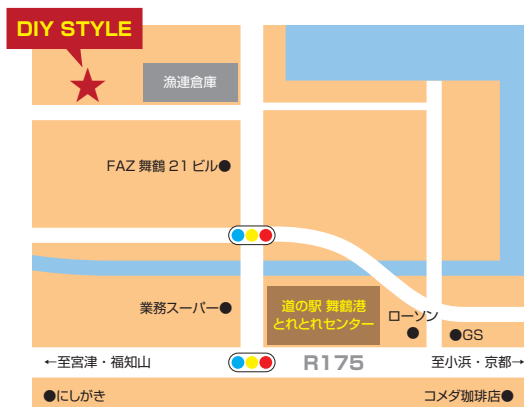 DIY STYLE
漁連倉庫
FAZ 舞鶴 21 ビル●
業務スーパー●
道の駅 舞鶴港
とれとれセンター
ローソン
●
●GS
←至宮津・福知山
R175
至小浜・京都→
●にしがき
コメダ珈琲店●